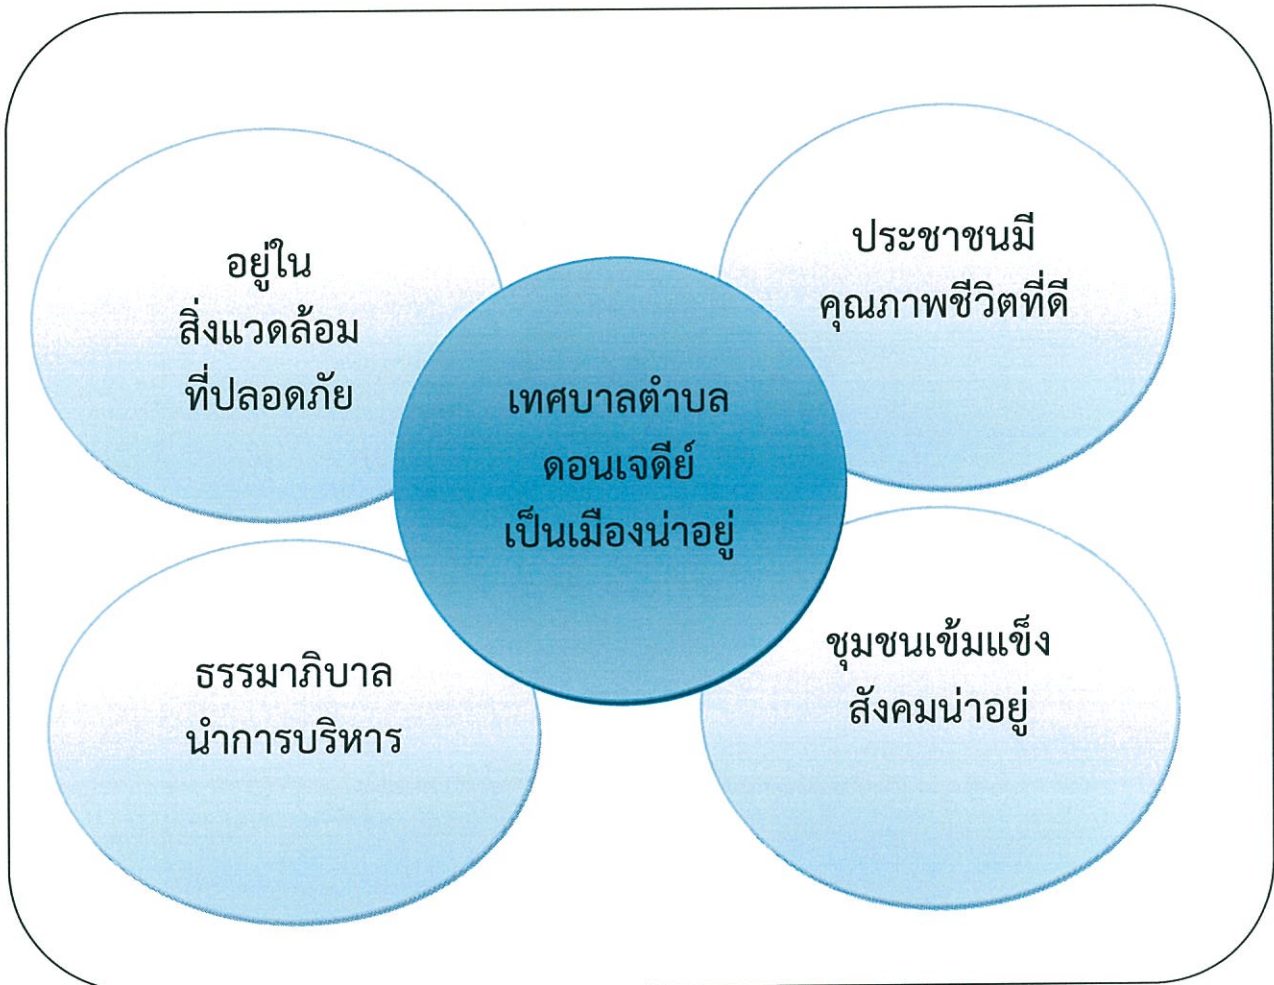 อยู่ใน
สิ่งแวดล้อม
ที่ปลอดภัย
ประชาชนมี
คุณภาพชีวิตที่ดี
เทศบาลตำบล
ดอนเจดีย์
เป็นเมืองน่าอยู่
ธรรมาภิบาล
นำการบริหาร
ชุมชนเข้มแข็ง
สังคมน่าอยู่